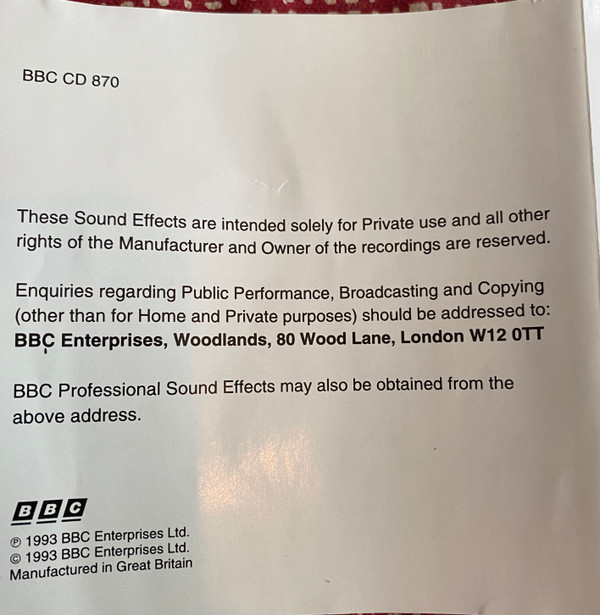 BBC CD 870
These Sound Effects are intended solely for Private use and all other
rights of the Manufacturer and Owner of the recordings are reserved.
Enquiries regarding Public Performance, Broadcasting and Copying
(other than for Home and Private purposes) should be addressed to:
BBC Enterprises, Woodlands, 80 Wood Lane, London W12 0TT
BBC Professional Sound Effects may also be obtained from the
above address.
BBC
℗ 1993 BBC Enterprises Ltd.
© 1993 BBC Enterprises Ltd.
Manufactured in Great Britain